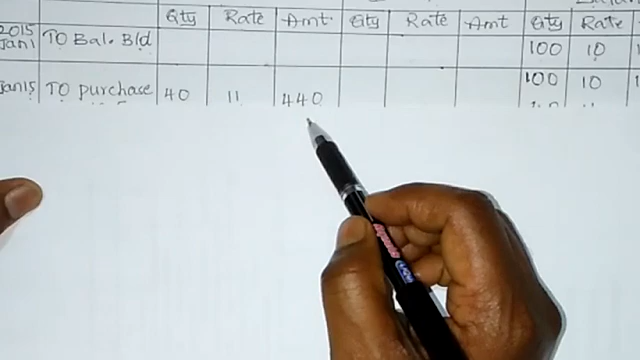 Qty Rate Amt. Qty Rate Amt Qty Rate
2015
Jan1 TO Bal. B/d 100 10
Jan15 TO purchase 40 11 440 100 10